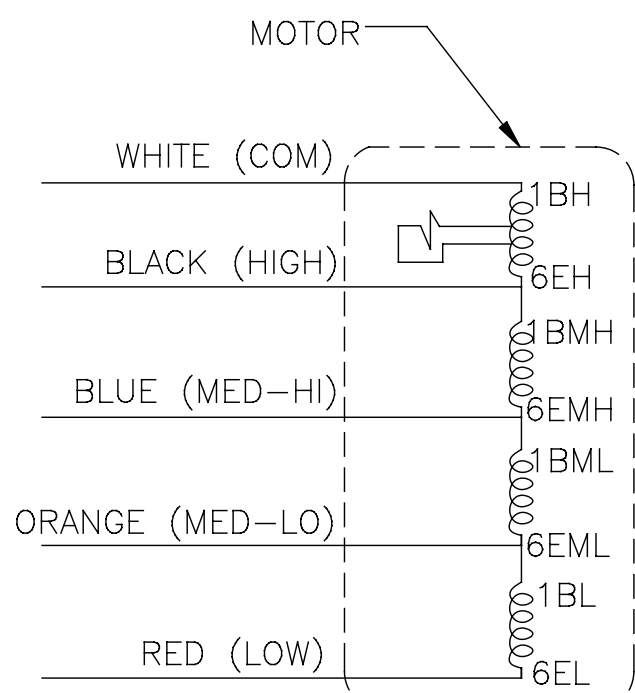 MOTOR
WHITE (COM)
1BH
BLACK (HIGH)
6EH
1BMH
BLUE (MED-HI)
6EMH
1BML
ORANGE (MED-LO)
6EML
1BL
RED (LOW)
6EL